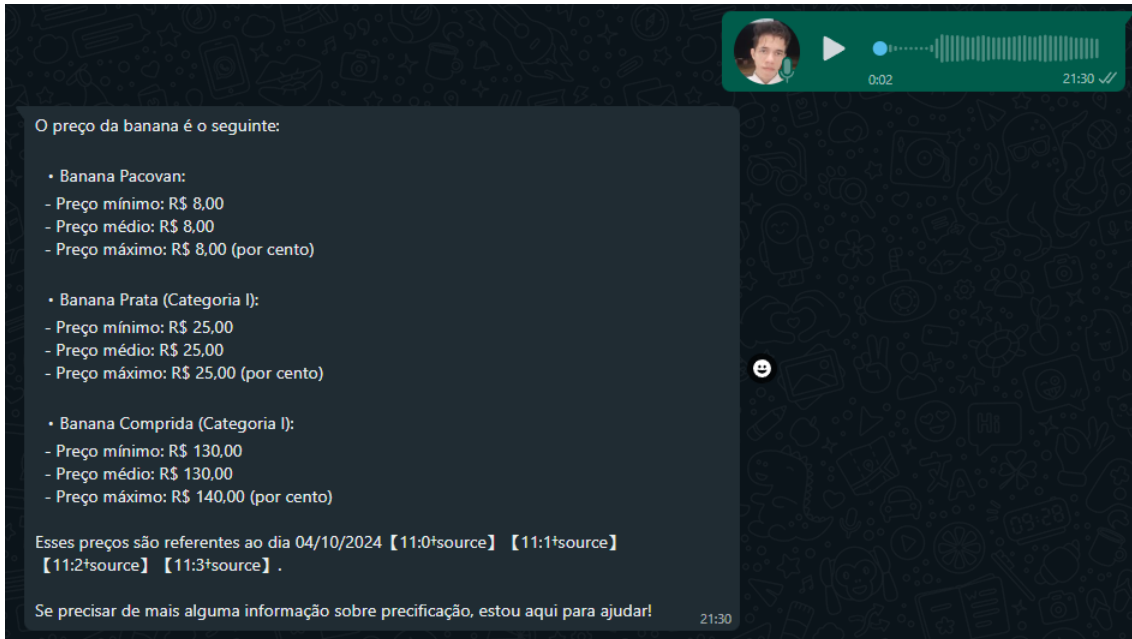 0:02
21:30
O preço da banana é o seguinte:
• Banana Pacovan:
- Preço mínimo: R$ 8,00
- Preço médio: R$ 8,00
- Preço máximo: R$ 8,00 (por cento)
• Banana Prata (Categoria I):
- Preço mínimo: R$ 25,00
- Preço médio: R$ 25,00
- Preço máximo: R$ 25,00 (por cento)
• Banana Comprida (Categoria I):
- Preço mínimo: R$ 130,00
- Preço médio: R$ 130,00
- Preço máximo: R$ 140,00 (por cento)
Esses preços são referentes ao dia 04/10/2024【11:0†source】【11:1†source】
【11:2†source】【11:3†source】.
Se precisar de mais alguma informação sobre precificação, estou aqui para ajudar!
21:30